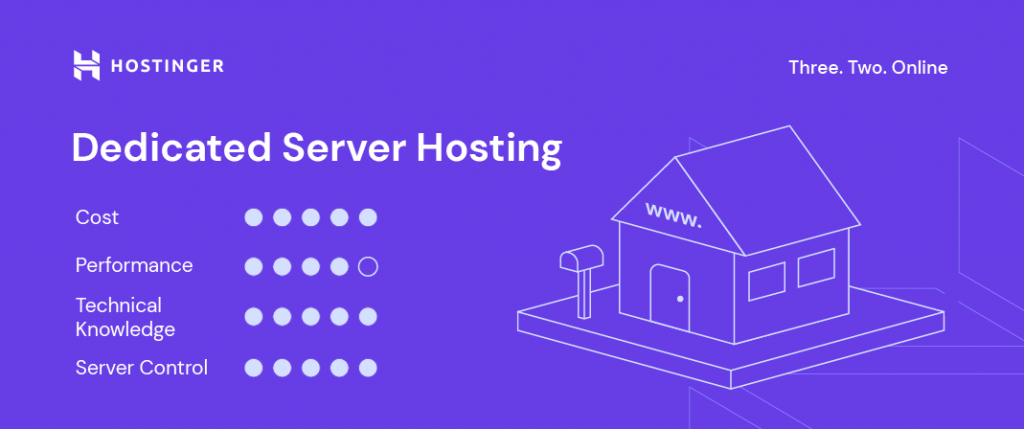 HOSTINGER
Three. Two. Online
Dedicated Server Hosting
Cost
Performance
Technical
Knowledge
Server Control
www.